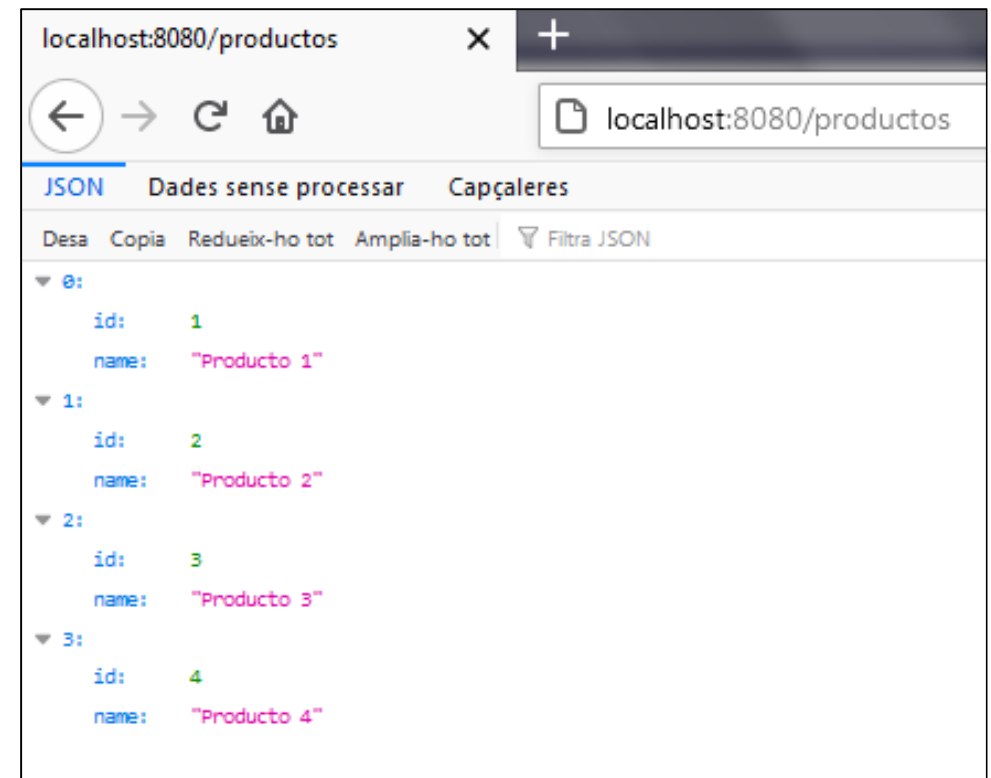 localhost:8080/productos
localhost:8080/productos
JSON Dades sense processar Capçaleres
Desa Copia Redueix-ho tot Amplia-ho tot Filtra JSON
0:
id: 1
name: "Producto 1"
1:
id: 2
name: "Producto 2"
2:
id: 3
name: "Producto 3"
3:
id: 4
name: "Producto 4"